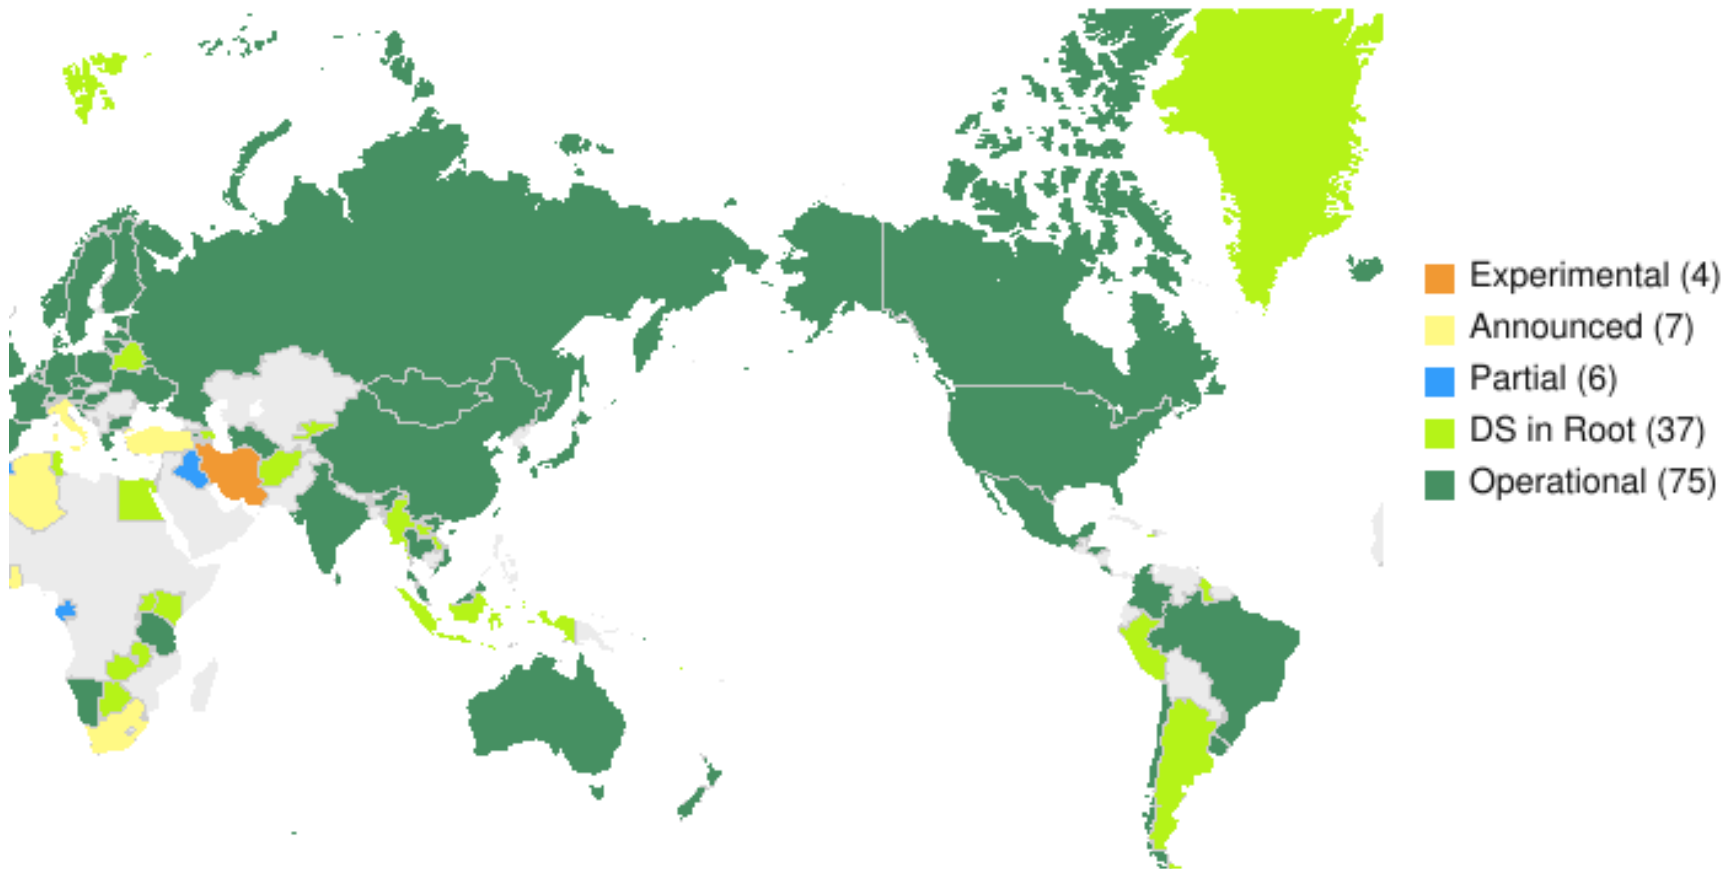 Experimental (4)
Announced (7)
Partial (6)
DS in Root (37)
Operational (75)